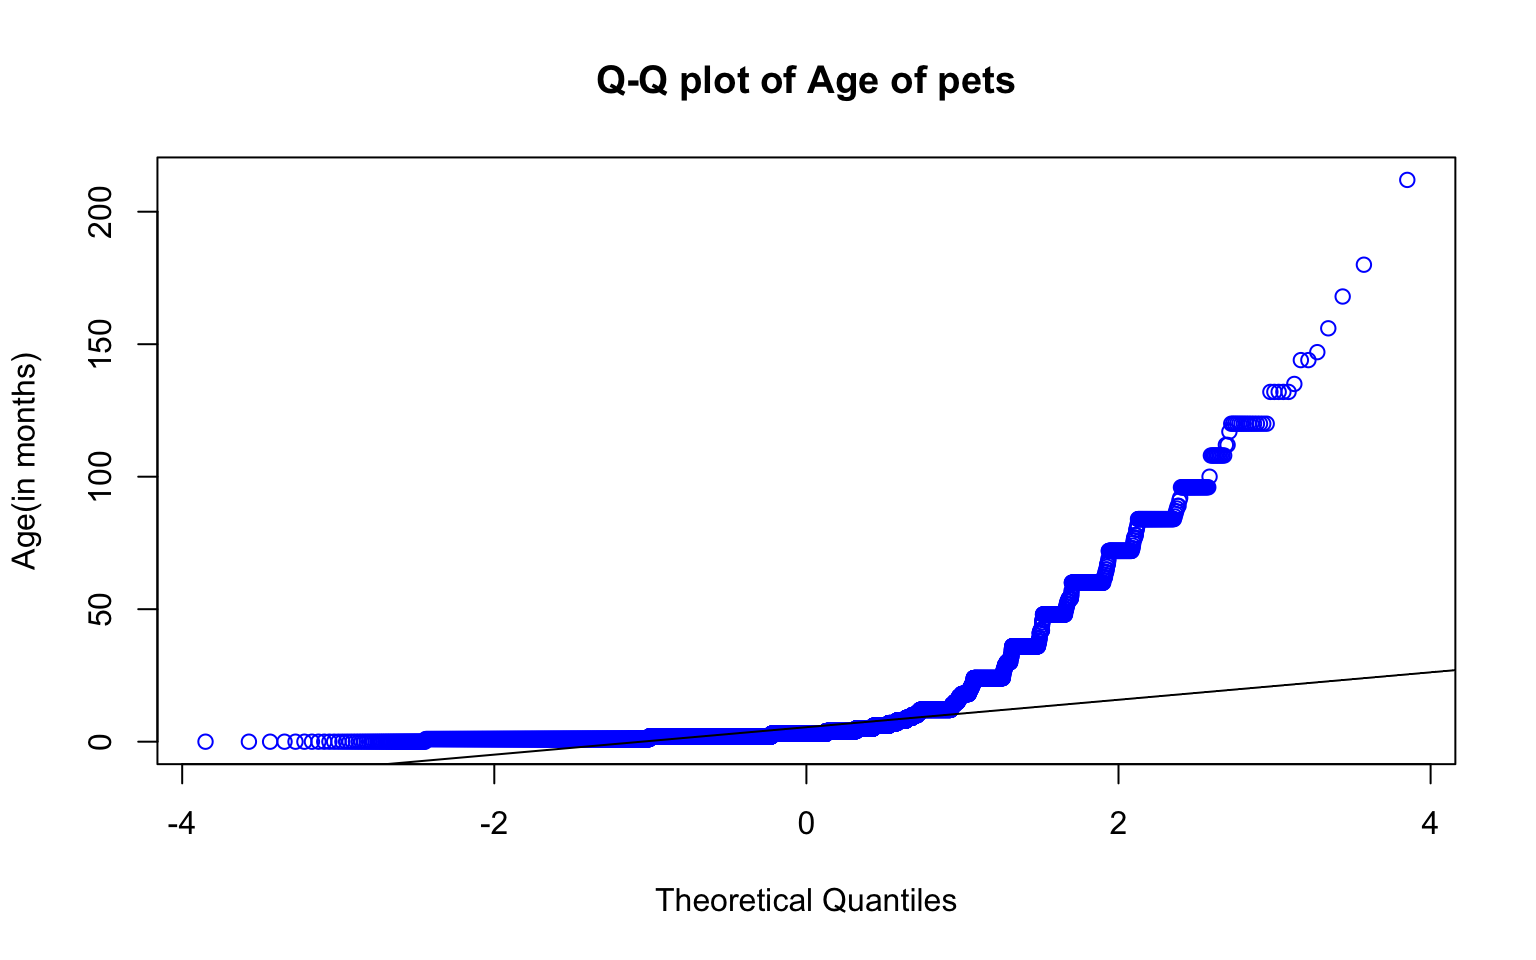 Q-Q plot of Age of pets
Age(in months)
200
150
100
50
0
-4 -2 0 2 4
Theoretical Quantiles